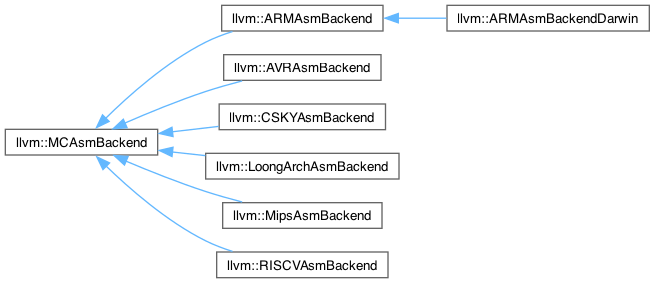 llvm::ARMAsmBackend
llvm::ARMAsmBackendDarwin
llvm::AVRAsmBackend
llvm::CSKYAsmBackend
llvm::MCAsmBackend
llvm::LoongArchAsmBackend
llvm::MipsAsmBackend
llvm::RISCVAsmBackend